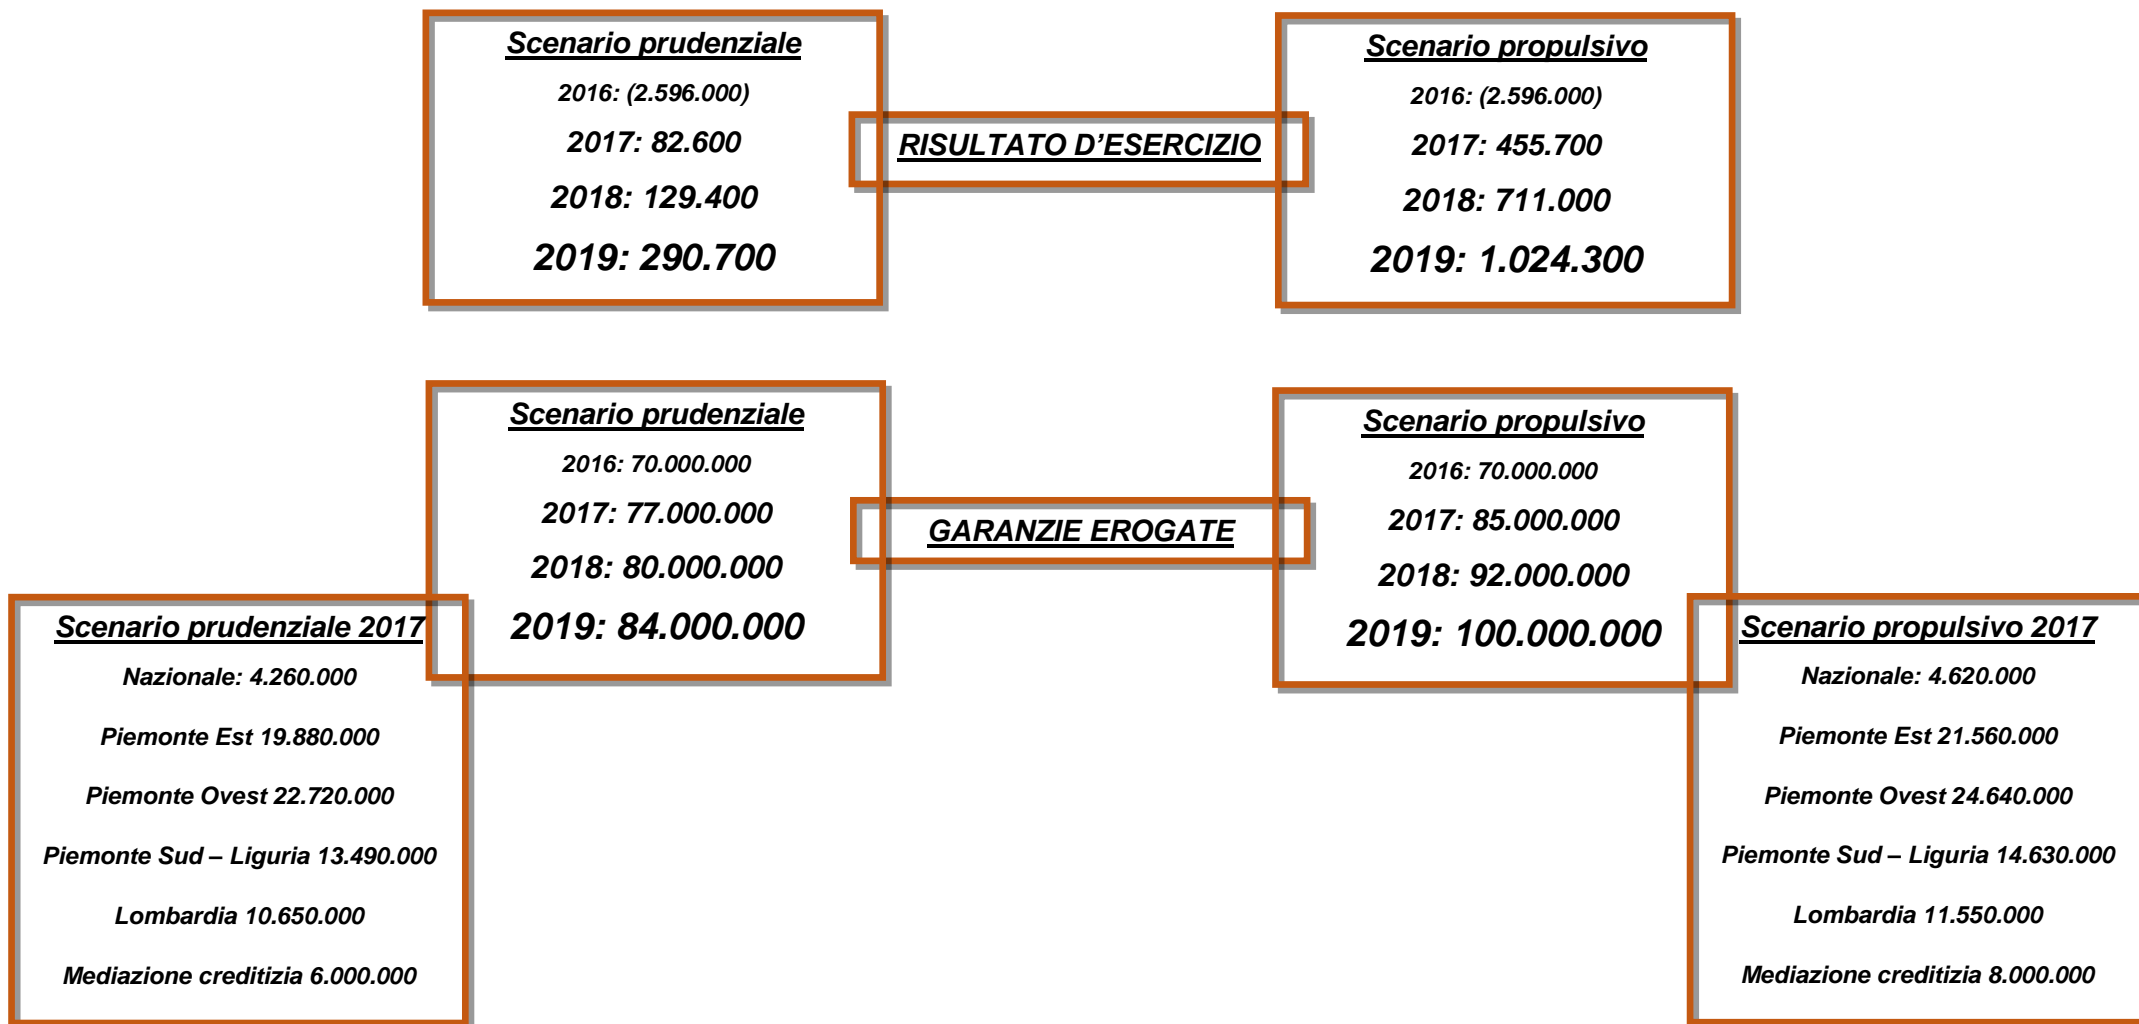 Scenario prudenziale
2016: (2.596.000)
2017: 82.600
2018: 129.400
2019: 290.700
RISULTATO D’ESERCIZIO
Scenario propulsivo
2016: (2.596.000)
2017: 455.700
2018: 711.000
2019: 1.024.300
Scenario prudenziale
2016: 70.000.000
2017: 77.000.000
2018: 80.000.000
2019: 84.000.000
GARANZIE EROGATE
Scenario propulsivo
2016: 70.000.000
2017: 85.000.000
2018: 92.000.000
2019: 100.000.000
Scenario prudenziale 2017
Nazionale: 4.260.000
Piemonte Est 19.880.000
Piemonte Ovest 22.720.000
Piemonte Sud – Liguria 13.490.000
Lombardia 10.650.000
Mediazione creditizia 6.000.000
Scenario propulsivo 2017
Nazionale: 4.620.000
Piemonte Est 21.560.000
Piemonte Ovest 24.640.000
Piemonte Sud – Liguria 14.630.000
Lombardia 11.550.000
Mediazione creditizia 8.000.000